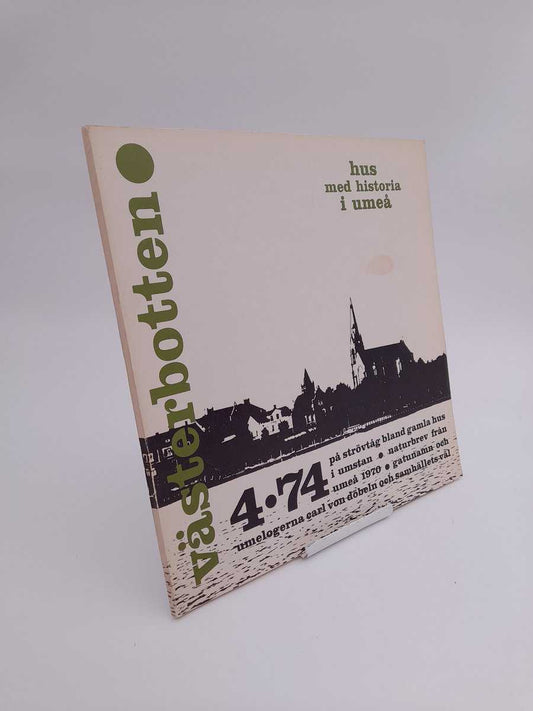 västerbotten
hus
med historia
i umeå
4•74
på strövtåg bland gamla hus
i umstan • naturbrev från
umeå 1970 • gatunamn och
umelogerna carl von döbeln och samhällets väl